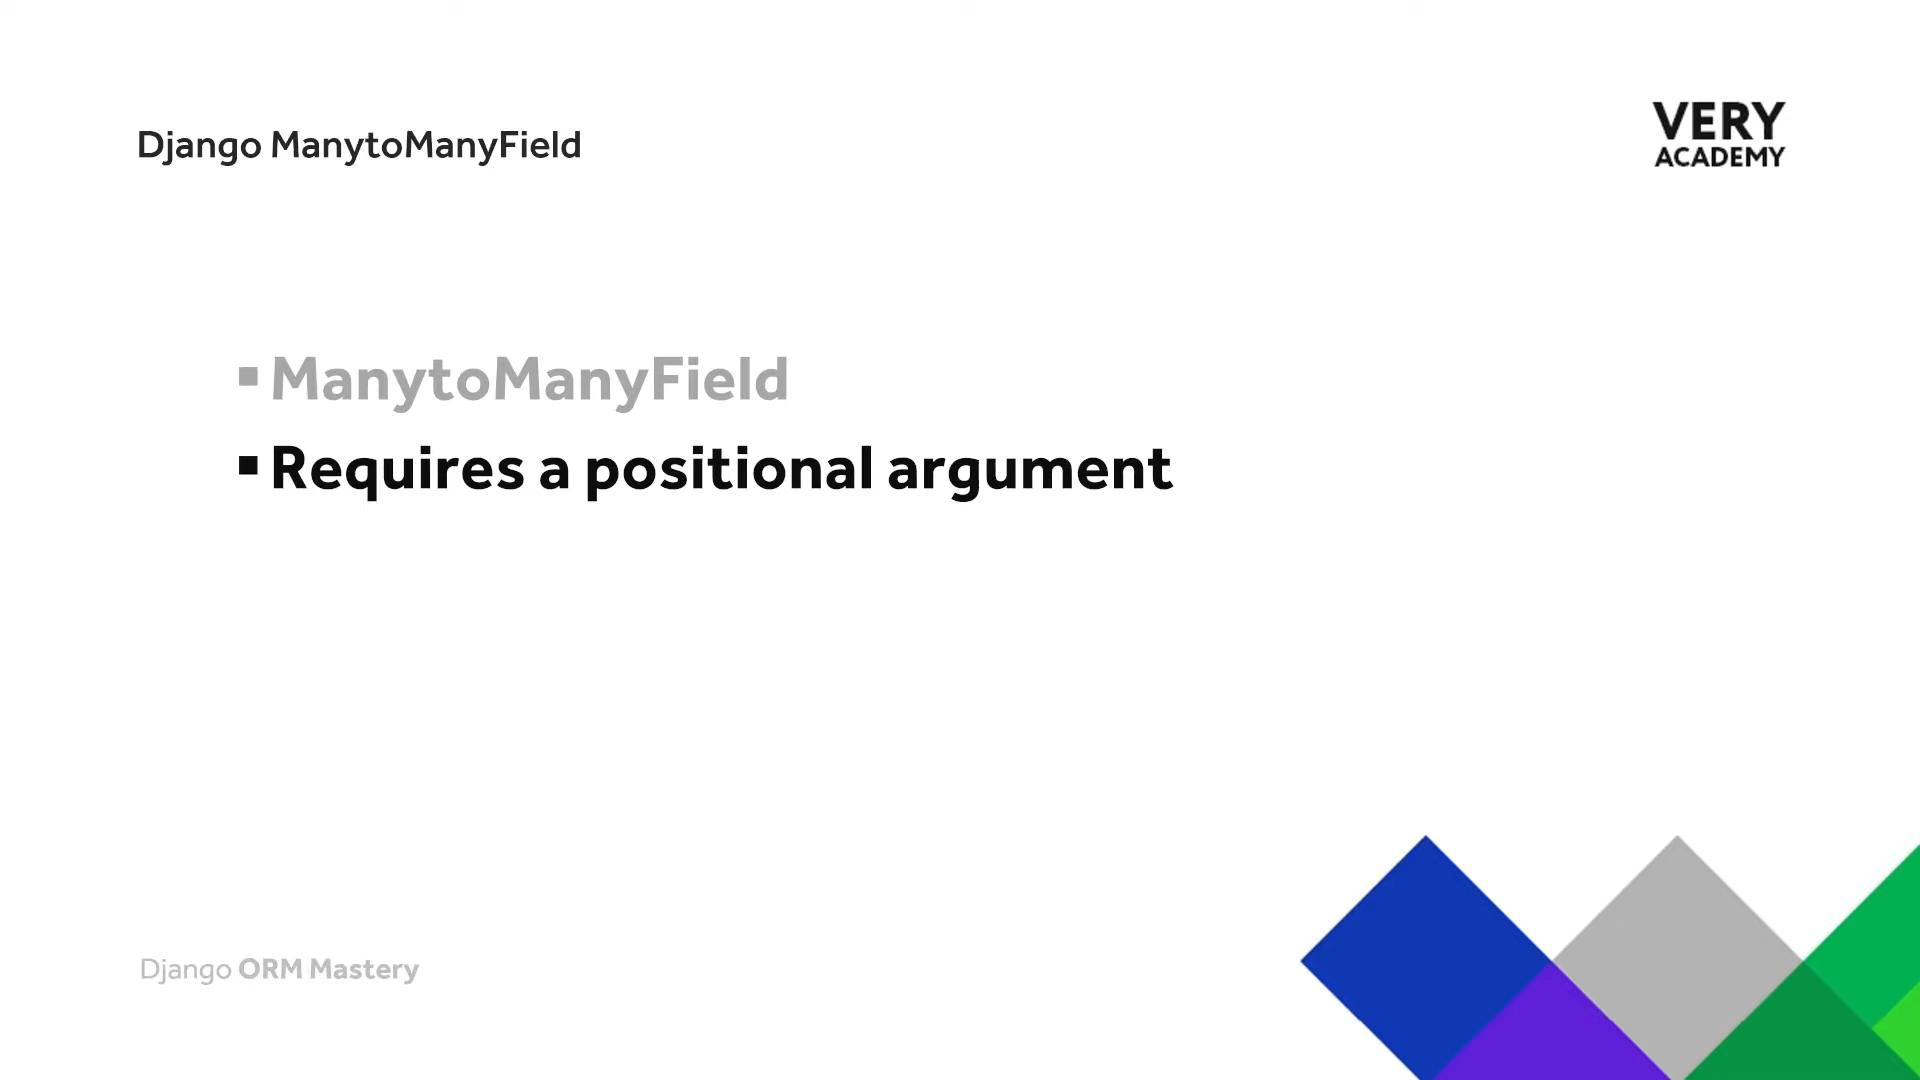 Django ManytoManyField
VERY
ACADEMY
▪ ManytoManyField
▪ Requires a positional argument
Django ORM Mastery